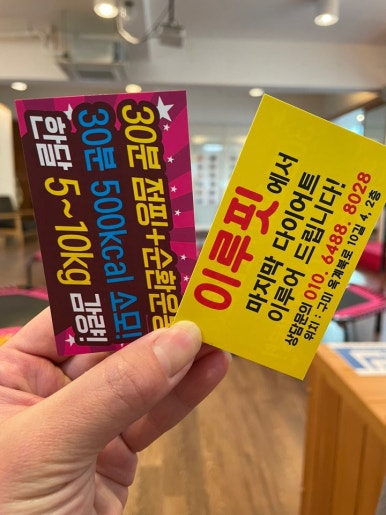 30분 점핑+순환운동
30분 500kcal 소모!
한달 5~10kg 감량!
이루핏에서
마지막 다이어트
이루어 드립니다!
상담문의 010. 6488. 8028
위치 : 구미 옥계북로 10길 4, 2층